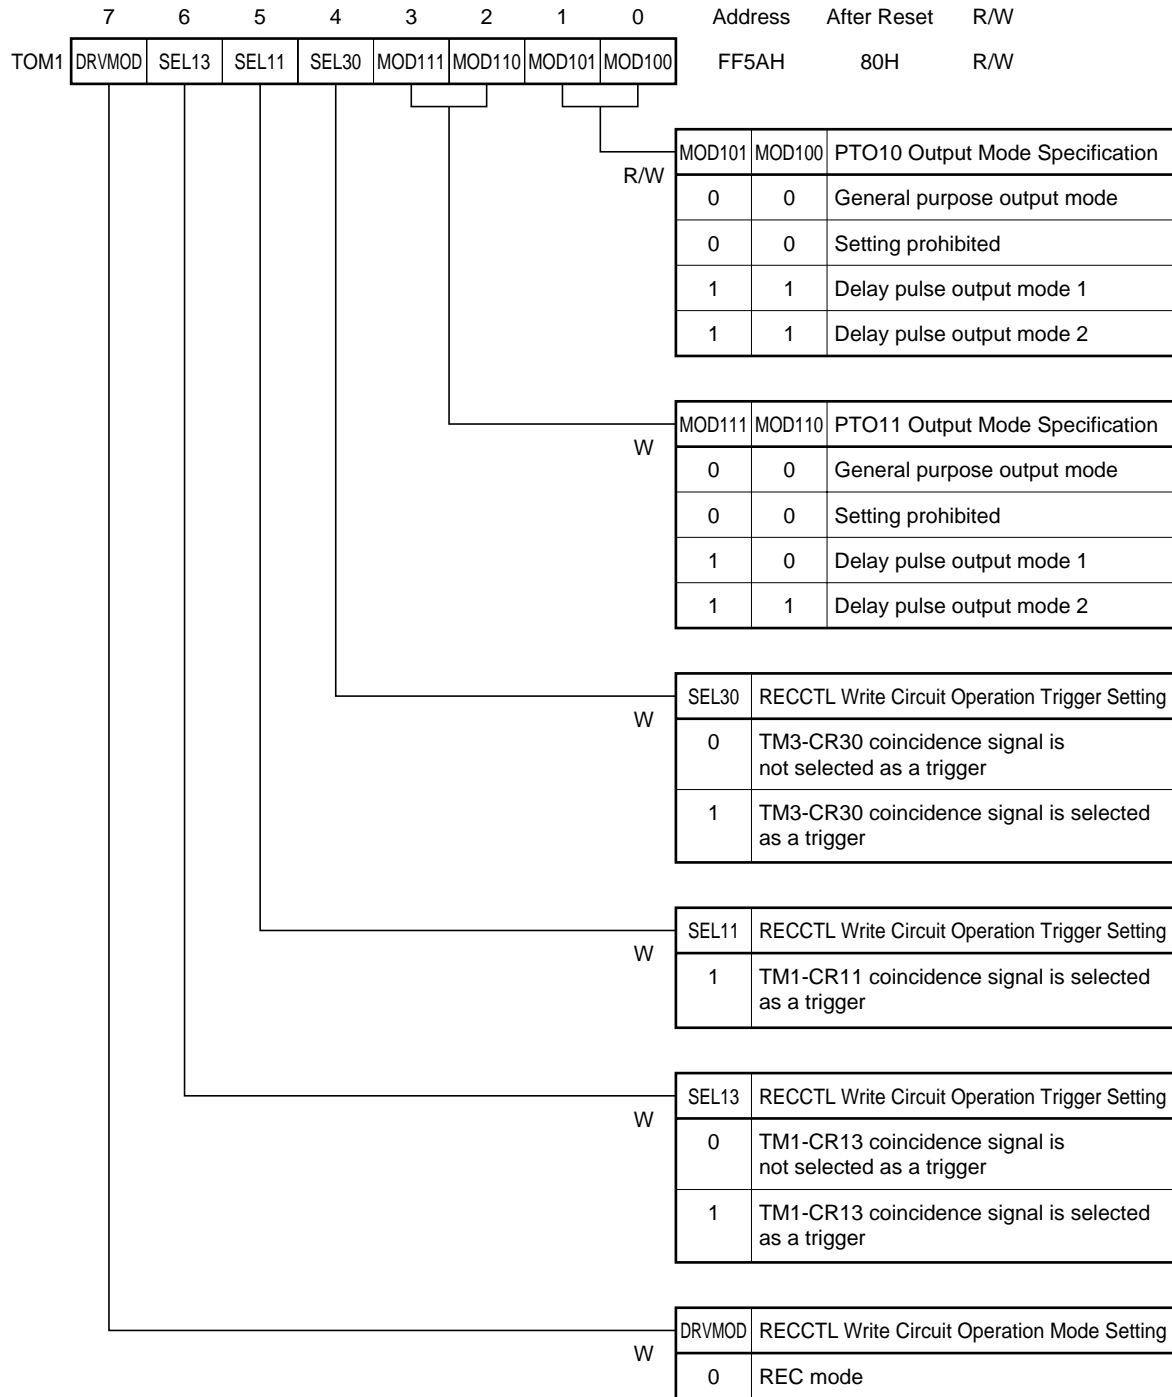 7 6 5 4 3 2 1 0 Address After Reset R/W
TOM1 DRVMOD SEL13 SEL11 SEL30 MOD111 MOD110 MOD101 MOD100 FF5AH 80H R/W
R/W
MOD101 MOD100 PTO10 Output Mode Specification
0 0 General purpose output mode
0 0 Setting prohibited
1 1 Delay pulse output mode 1
1 1 Delay pulse output mode 2
W
MOD111 MOD110 PTO11 Output Mode Specification
0 0 General purpose output mode
0 0 Setting prohibited
1 0 Delay pulse output mode 1
1 1 Delay pulse output mode 2
W
SEL30 RECCTL Write Circuit Operation Trigger Setting
0 TM3-CR30 coincidence signal is
not selected as a trigger
1 TM3-CR30 coincidence signal is selected
as a trigger
W
SEL11 RECCTL Write Circuit Operation Trigger Setting
1 TM1-CR11 coincidence signal is selected
as a trigger
W
SEL13 RECCTL Write Circuit Operation Trigger Setting
0 TM1-CR13 coincidence signal is
not selected as a trigger
1 TM1-CR13 coincidence signal is selected
as a trigger
W
DRVMOD RECCTL Write Circuit Operation Mode Setting
0 REC mode